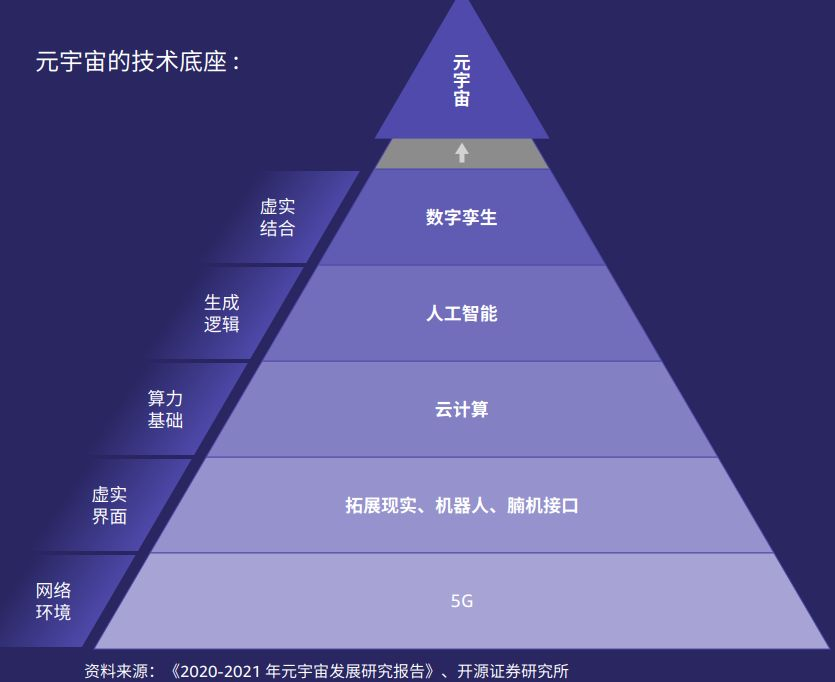 元宇宙的技术底座：
元宇宙
虚实
结合
数字孪生
生成
逻辑
人工智能
算力
基础
云计算
虚实
界面
拓展现实、机器人、腩机接口
网络
环境
5G
资料来源：《2020-2021 年元宇宙发展研究报告》、开源证券研究所